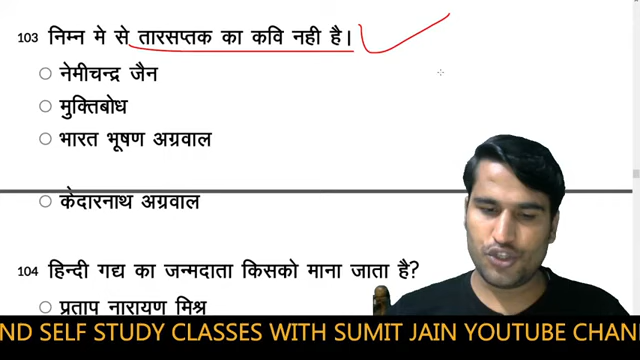 103 निम्न मे से तारसप्तक का कवि नही है।
नेमीचन्द्र जैन
मुक्तिबोध
भारत भूषण अग्रवाल
केदारनाथ अग्रवाल
104 हिन्दी गद्य का जन्मदाता किसको माना जाता है?
प्रताप नारायण मिश्र
ND SELF STUDY CLASSES WITH SUMIT JAIN YOUTUBE CHAN